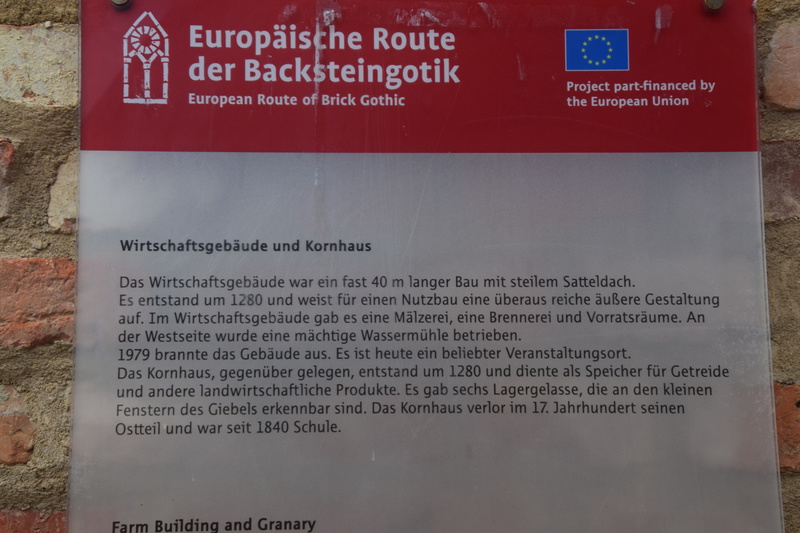 Europäische Route
der Backsteingotik
European Route of Brick Gothic
Project part-financed by
the European Union
Wirtschaftsgebäude und Kornhaus
Das Wirtschaftsgebäude war ein fast 40 m langer Bau mit steilem Satteldach.
Es entstand um 1280 und weist für einen Nutzbau eine überaus reiche äußere Gestaltung
auf. Im Wirtschaftsgebäude gab es eine Mälzerei, eine Brennerei und Vorratsräume. An
der Westseite wurde eine mächtige Wassermühle betrieben.
1979 brannte das Gebäude aus. Es ist heute ein beliebter Veranstaltungsort.
Das Kornhaus, gegenüber gelegen, entstand um 1280 und diente als Speicher für Getreide
und andere landwirtschaftliche Produkte. Es gab sechs Lagergelasse, die an den kleinen
Fenstern des Giebels erkennbar sind. Das Kornhaus verlor im 17. Jahrhundert seinen
Ostteil und war seit 1840 Schule.
Farm Building and Granary